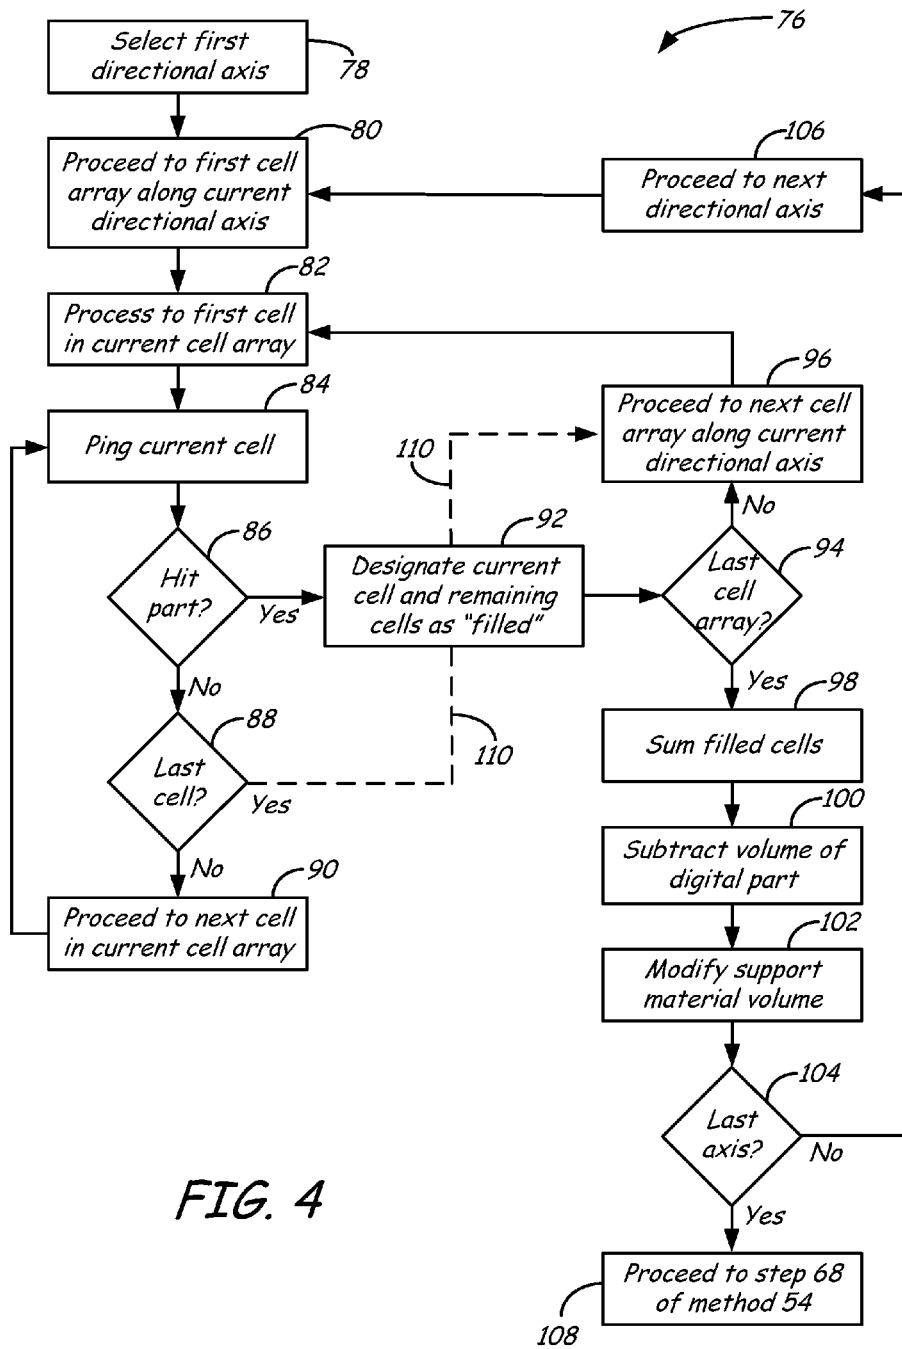 76
Select first
directional axis
78
80
Proceed to first cell
array along current
directional axis
106
Proceed to next
directional axis
82
Process to first cell
in current cell array
84
Ping current cell
96
Proceed to next cell
array along current
directional axis
110
No
86
Hit
part?
Yes
92
Designate current
cell and remaining
cells as "filled"
94
Last
cell
array?
No
Yes
88
Last
cell?
Yes
110
98
Sum filled cells
No
90
Proceed to next cell
in current cell array
100
Subtract volume of
digital part
102
Modify support
material volume
104
Last
axis?
No
Yes
FIG. 4
Proceed to step 68
of method 54
108